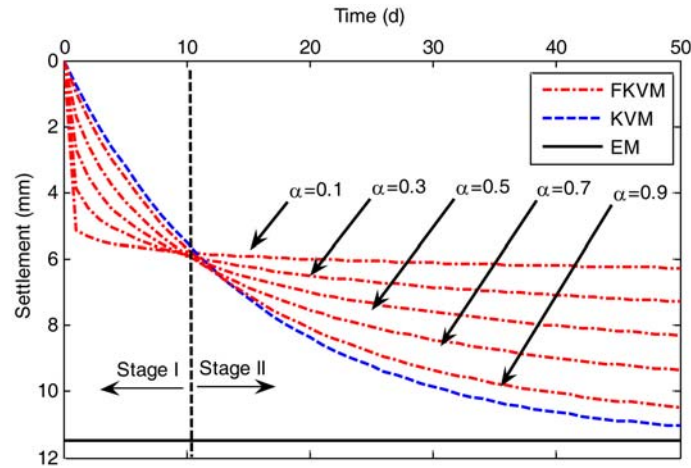 Time (d)
0 10 20 30 40 50
0
2
4
6
8
10
12
Settlement (mm)
FKVM
KVM
EM
α=0.1
α=0.3
α=0.5
α=0.7
α=0.9
Stage I
Stage II